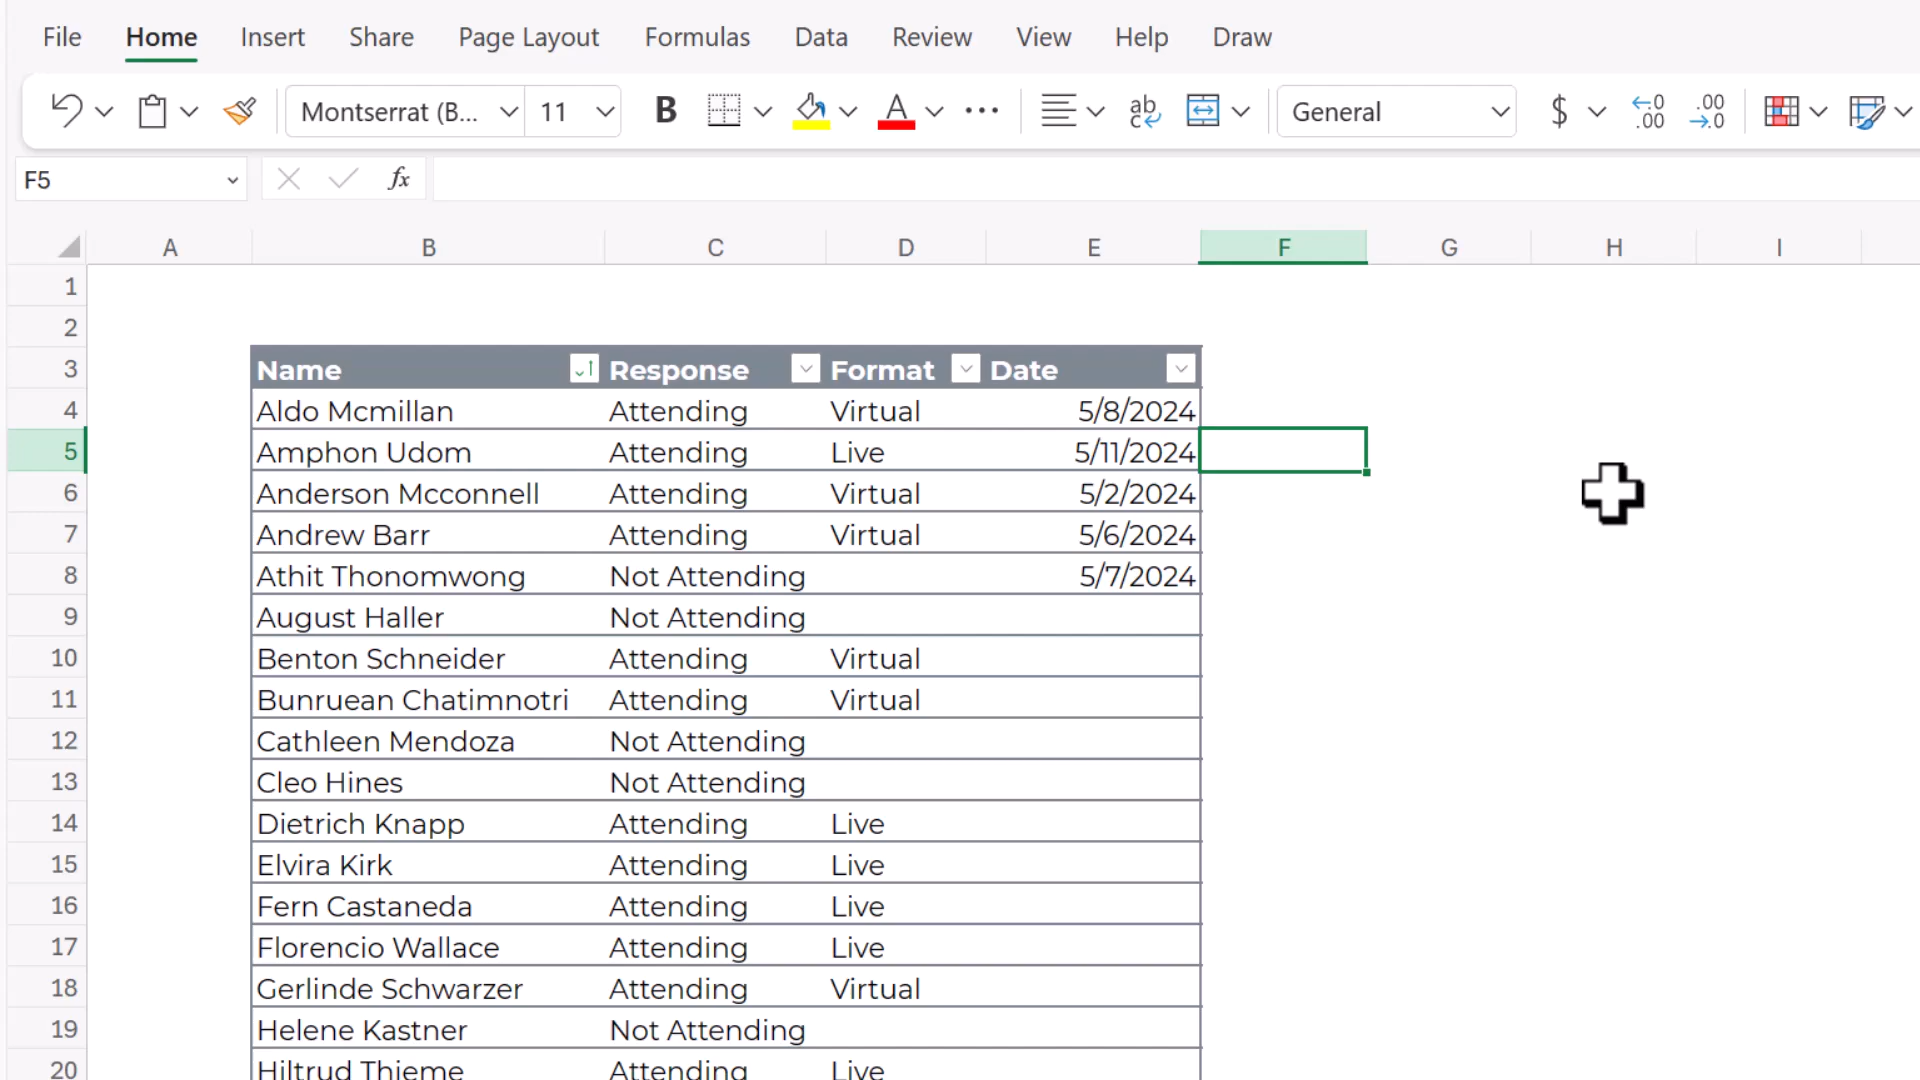 File Home Insert Share Page Layout Formulas Data Review View Help Draw
Montserrat (B... 11 B A ab c General $ .0 .00 .00 .0
F5 fx
A B C D E F G H I
1
2
3 Name Response Format Date
4 Aldo Mcmillan Attending Virtual 5/8/2024
5 Amphon Udom Attending Live 5/11/2024
6 Anderson Mcconnell Attending Virtual 5/2/2024
7 Andrew Barr Attending Virtual 5/6/2024
8 Athit Thonomwong Not Attending 5/7/2024
9 August Haller Not Attending
10 Benton Schneider Attending Virtual
11 Bunruean Chatimnotri Attending Virtual
12 Cathleen Mendoza Not Attending
13 Cleo Hines Not Attending
14 Dietrich Knapp Attending Live
15 Elvira Kirk Attending Live
16 Fern Castaneda Attending Live
17 Florencio Wallace Attending Live
18 Gerlinde Schwarzer Attending Virtual
19 Helene Kastner Not Attending
20 Hiltrud Thieme Attending Live